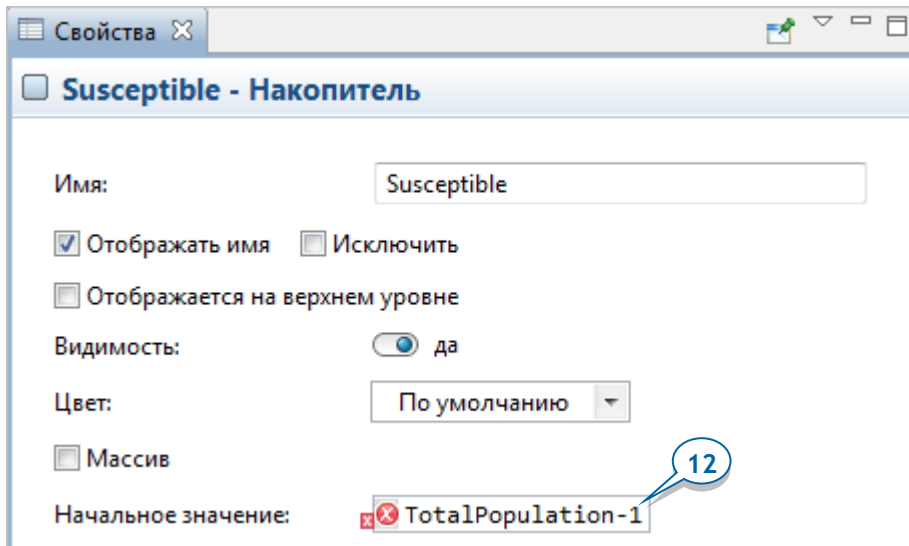 Свойства
Susceptible - Накопитель
Имя: Susceptible
Отображать имя Исключить
Отображается на верхнем уровне
Видимость: да
Цвет: По умолчанию
Массив
12
Начальное значение: TotalPopulation-1